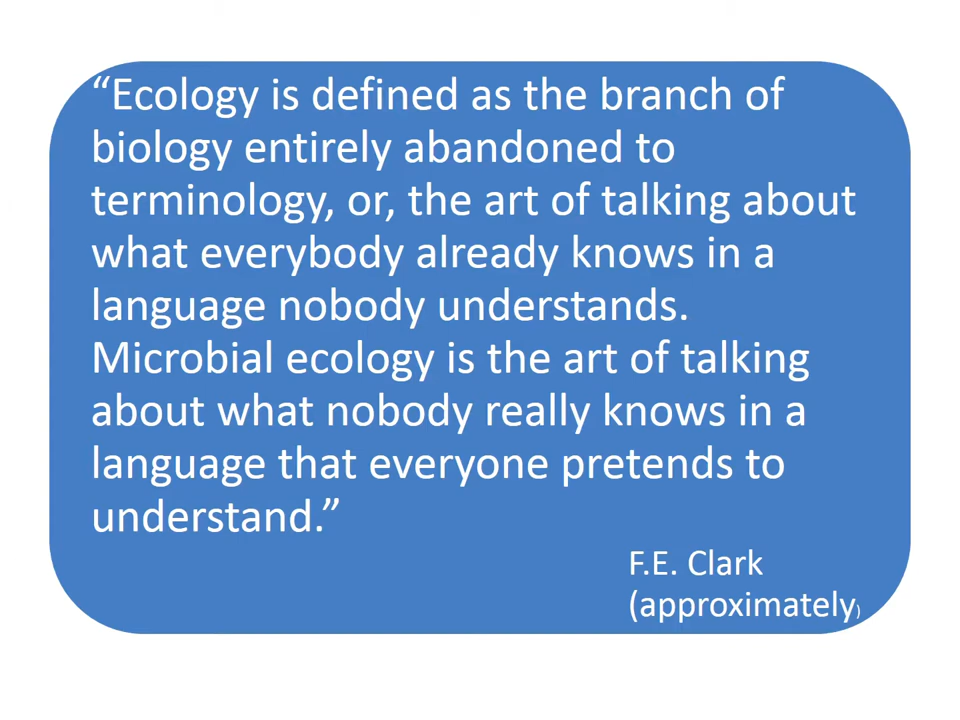 “Ecology is defined as the branch of
biology entirely abandoned to
terminology, or, the art of talking about
what everybody already knows in a
language nobody understands.
Microbial ecology is the art of talking
about what nobody really knows in a
language that everyone pretends to
understand.”
F.E. Clark
(approximately)